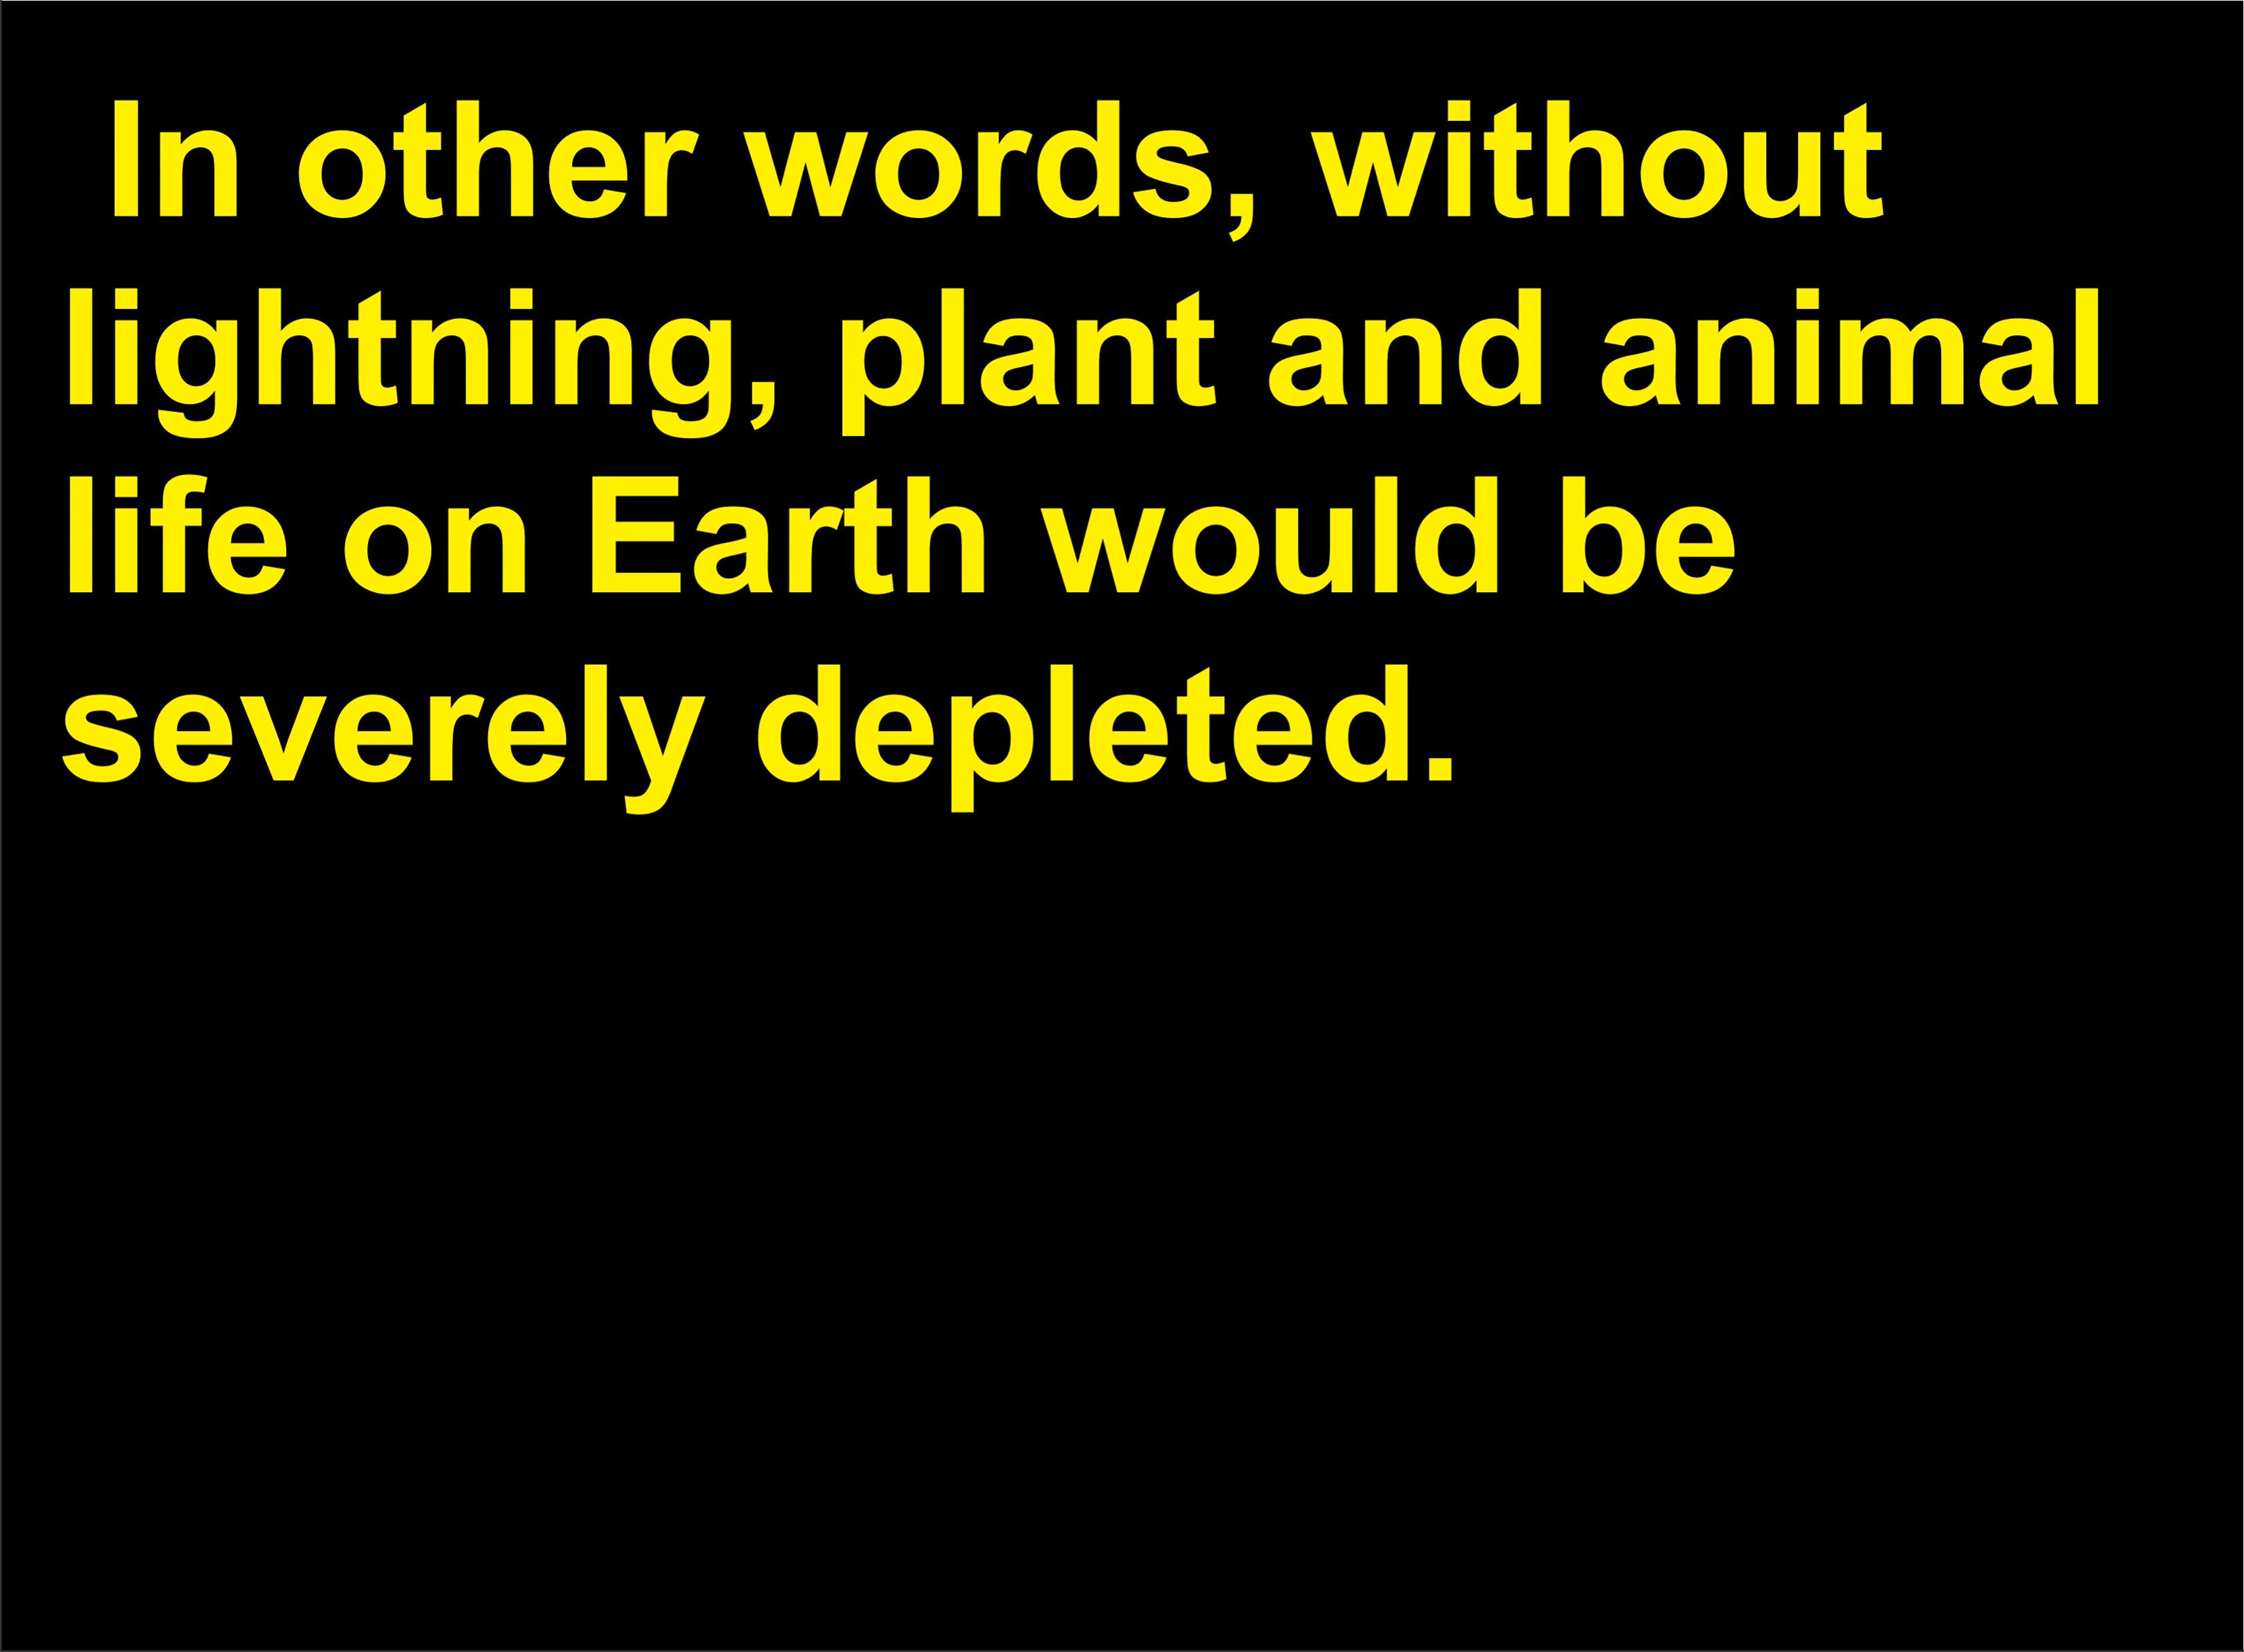 In other words, without
lightning, plant and animal
life on Earth would be
severely depleted.